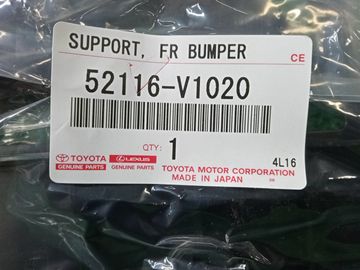 SUPPORT, FR BUMPER
CE
52116-V1020
QTY: 1
4L16
TOYOTA LEXUS TOYOTA MOTOR CORPORATION
GENUINE PARTS GENUINE PARTS MADE IN JAPAN